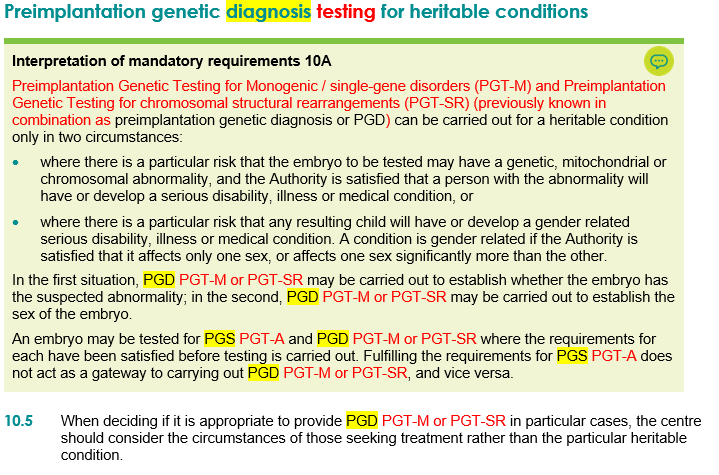 Preimplantation genetic diagnosis testing for heritable conditions
Interpretation of mandatory requirements 10A
Preimplantation Genetic Testing for Monogenic / single-gene disorders (PGT-M) and Preimplantation
Genetic Testing for chromosomal structural rearrangements (PGT-SR) (previously known in
combination as preimplantation genetic diagnosis or PGD) can be carried out for a heritable condition
only in two circumstances:
• where there is a particular risk that the embryo to be tested may have a genetic, mitochondrial or
chromosomal abnormality, and the Authority is satisfied that a person with the abnormality will
have or develop a serious disability, illness or medical condition, or
• where there is a particular risk that any resulting child will have or develop a gender related
serious disability, illness or medical condition. A condition is gender related if the Authority is
satisfied that it affects only one sex, or affects one sex significantly more than the other.
In the first situation, PGD PGT-M or PGT-SR may be carried out to establish whether the embryo has
the suspected abnormality; in the second, PGD PGT-M or PGT-SR may be carried out to establish the
sex of the embryo.
An embryo may be tested for PGS PGT-A and PGD PGT-M or PGT-SR where the requirements for
each have been satisfied before testing is carried out. Fulfilling the requirements for PGS PGT-A does
not act as a gateway to carrying out PGD PGT-M or PGT-SR, and vice versa.
10.5 When deciding if it is appropriate to provide PGD PGT-M or PGT-SR in particular cases, the centre
should consider the circumstances of those seeking treatment rather than the particular heritable
condition.